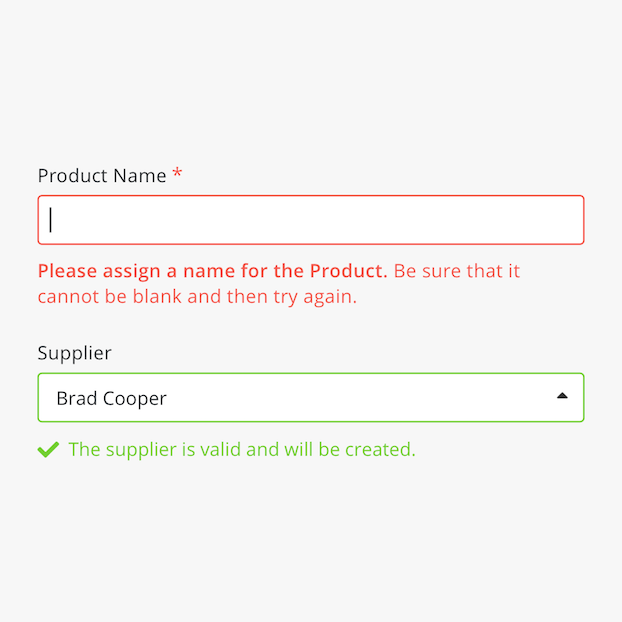 Product Name *
Please assign a name for the Product. Be sure that it
cannot be blank and then try again.
Supplier
Brad Cooper
The supplier is valid and will be created.